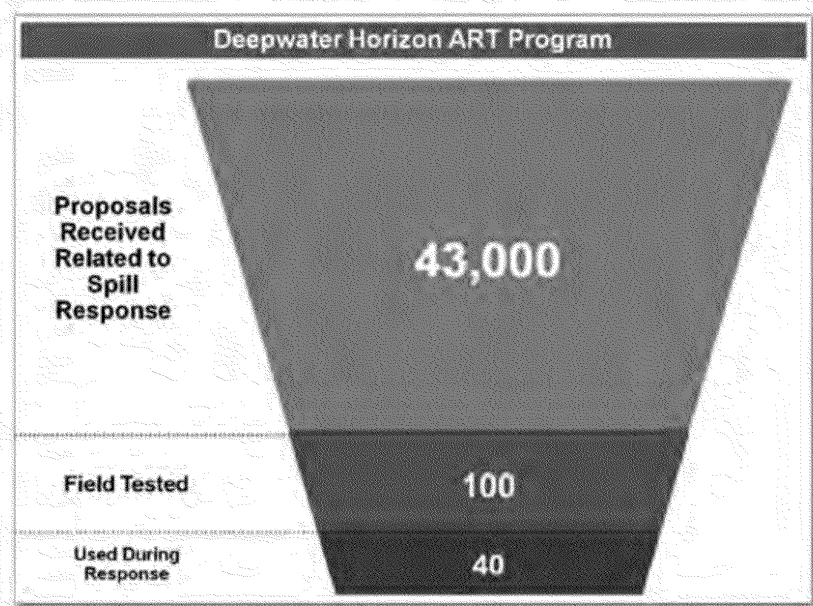 Deepwater Horizon ART Program
Proposals
Received
Related to
Spill
Response
43,000
Field Tested
100
Used During
Response
40